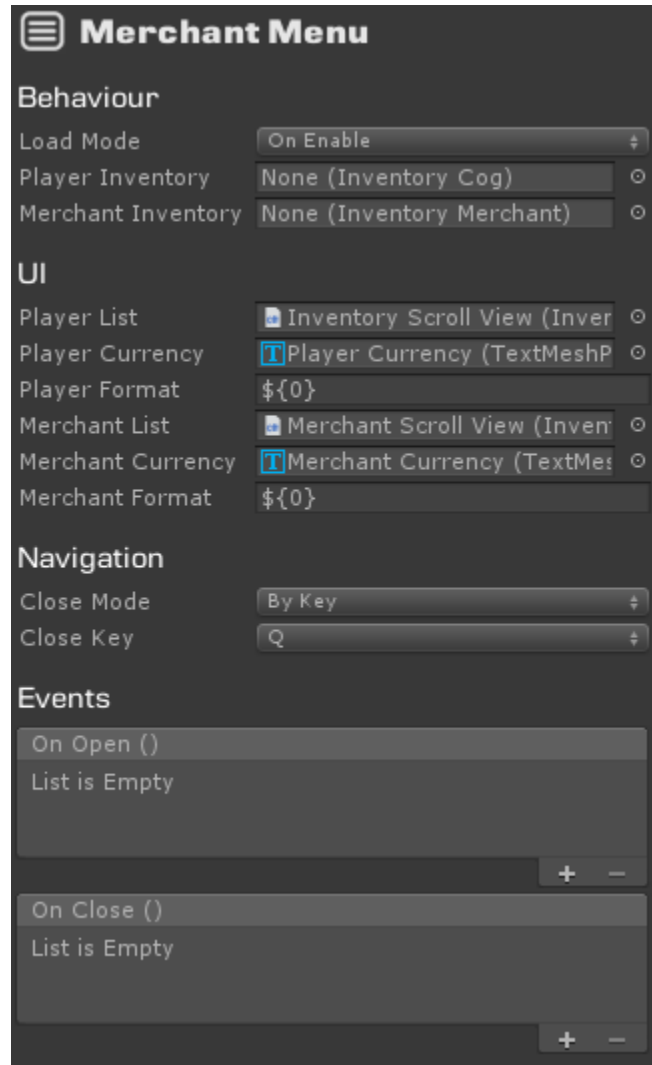 Merchant Menu
Behaviour
Load Mode On Enable
Player Inventory None (Inventory Cog)
Merchant Inventory None (Inventory Merchant)
UI
Player List Inventory Scroll View (Inver
Player Currency Player Currency (TextMeshP
Player Format ${0}
Merchant List Merchant Scroll View (Inven
Merchant Currency Merchant Currency (TextMes
Merchant Format ${0}
Navigation
Close Mode By Key
Close Key Q
Events
On Open ()
List is Empty
+ −
On Close ()
List is Empty
+ −